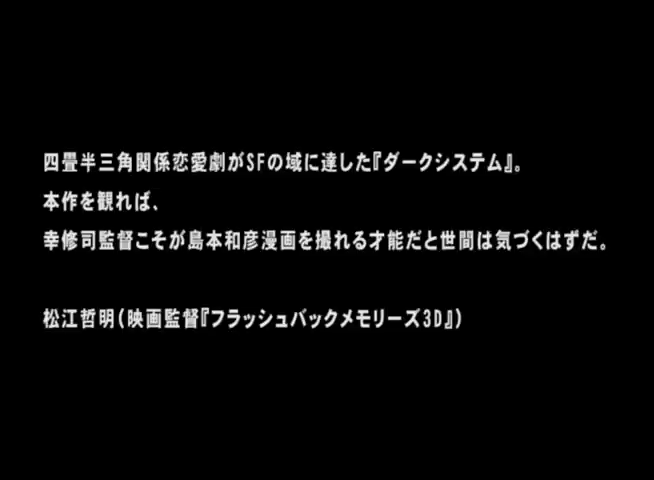 四畳半三角関係恋愛劇がSFの域に達した『ダークシステム』。
本作を観れば、
幸修司監督こそが島本和彦漫画を撮れる才能だと世間は気づくはずだ。
松江哲明(映画監督『フラッシュバックメモリーズ3D』)